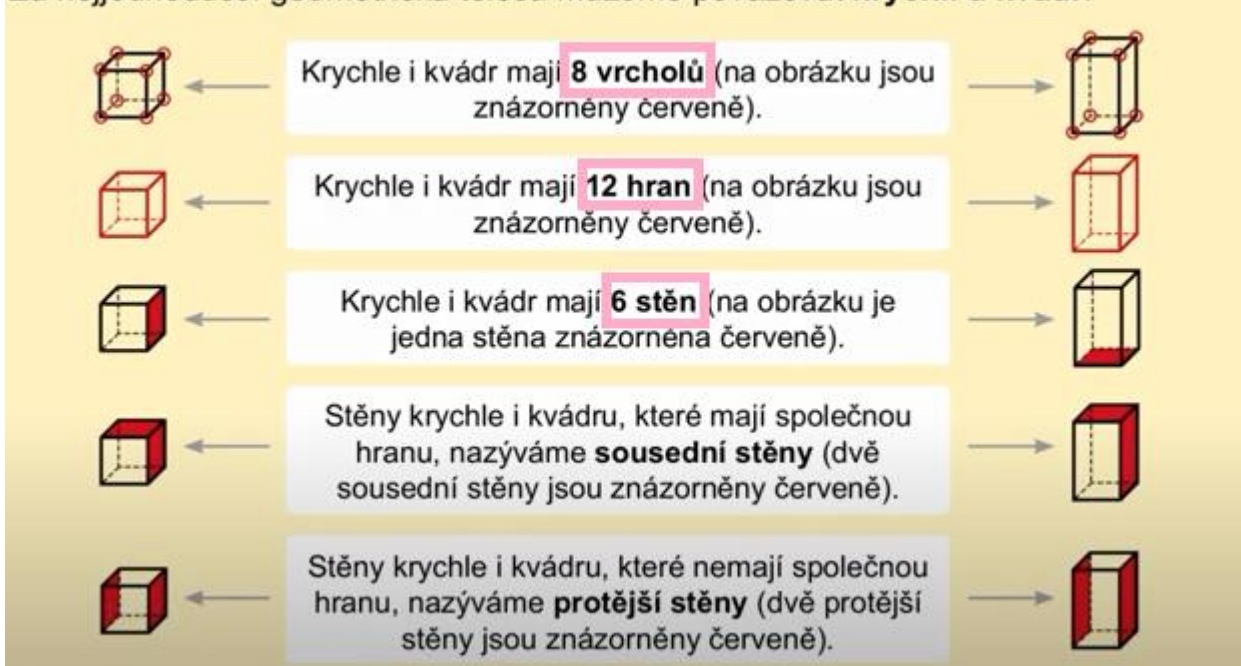 Krychle i kvádr mají 8 vrcholů (na obrázku jsou
znázorněny červeně).
Krychle i kvádr mají 12 hran (na obrázku jsou
znázorněny červeně).
Krychle i kvádr mají 6 stěn (na obrázku je
jedna stěna znázorněna červeně).
Stěny krychle i kvádru, které mají společnou
hranu, nazýváme sousední stěny (dvě
sousední stěny jsou znázorněny červeně).
Stěny krychle i kvádru, které nemají společnou
hranu, nazýváme protější stěny (dvě protější
stěny jsou znázorněny červeně).